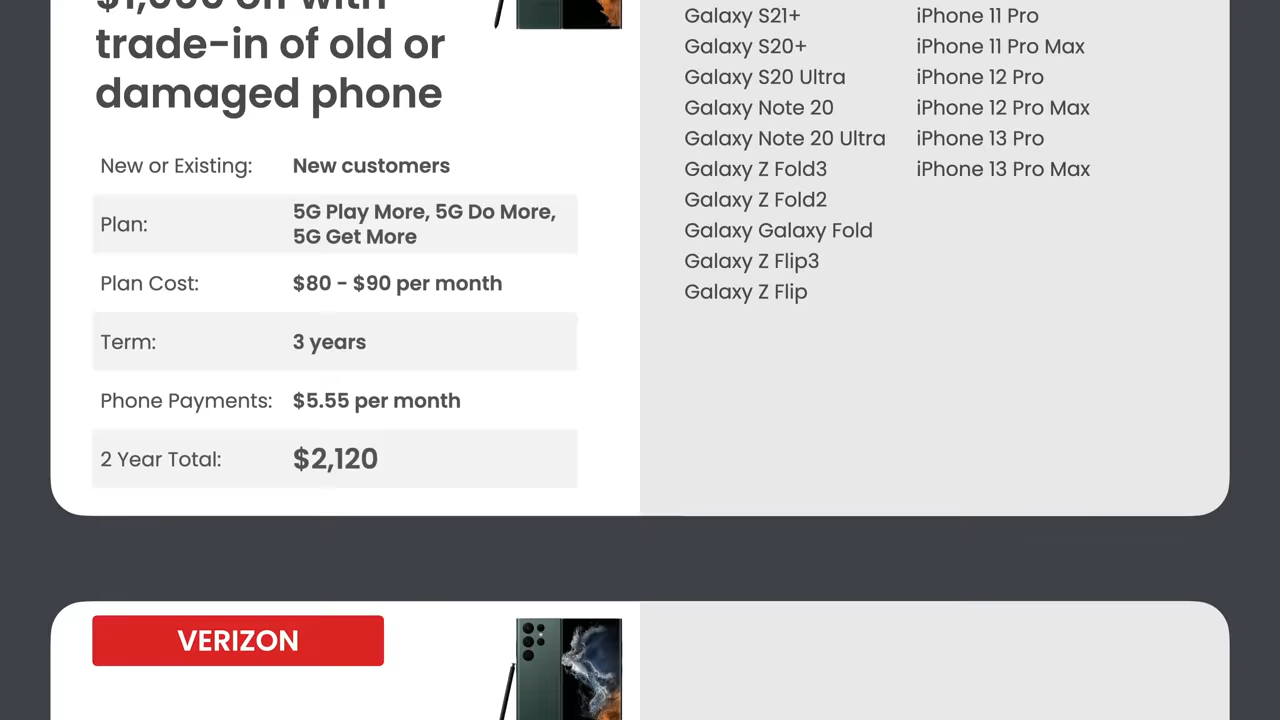 $1,000 off with
trade-in of old or
damaged phone
New or Existing: New customers
Plan: 5G Play More, 5G Do More,
5G Get More
Plan Cost: $80 - $90 per month
Term: 3 years
Phone Payments: $5.55 per month
2 Year Total: $2,120
Galaxy S21+
Galaxy S20+
Galaxy S20 Ultra
Galaxy Note 20
Galaxy Note 20 Ultra
Galaxy Z Fold3
Galaxy Z Fold2
Galaxy Galaxy Fold
Galaxy Z Flip3
Galaxy Z Flip
iPhone 11 Pro
iPhone 11 Pro Max
iPhone 12 Pro
iPhone 12 Pro Max
iPhone 13 Pro
iPhone 13 Pro Max
VERIZON